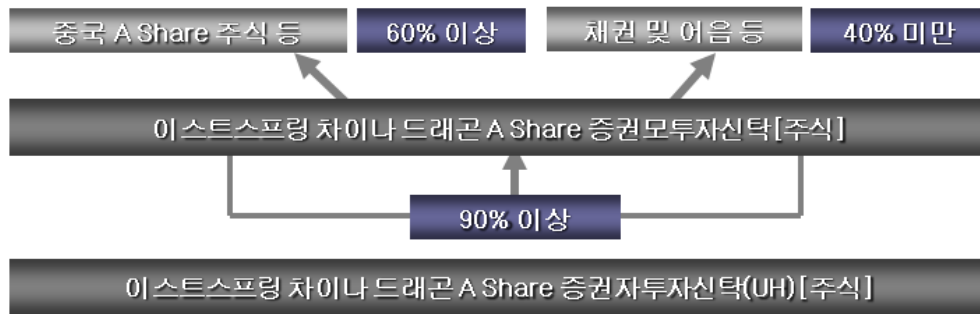 중국 A Share 주식 등 60% 이상 채권 및 어음 등 40% 미만
이스트스프링 차이나 드래곤 A Share 증권모투자신탁[주식]
90% 이상
이스트스프링 차이나 드래곤 A Share 증권자투자신탁(UH)[주식]